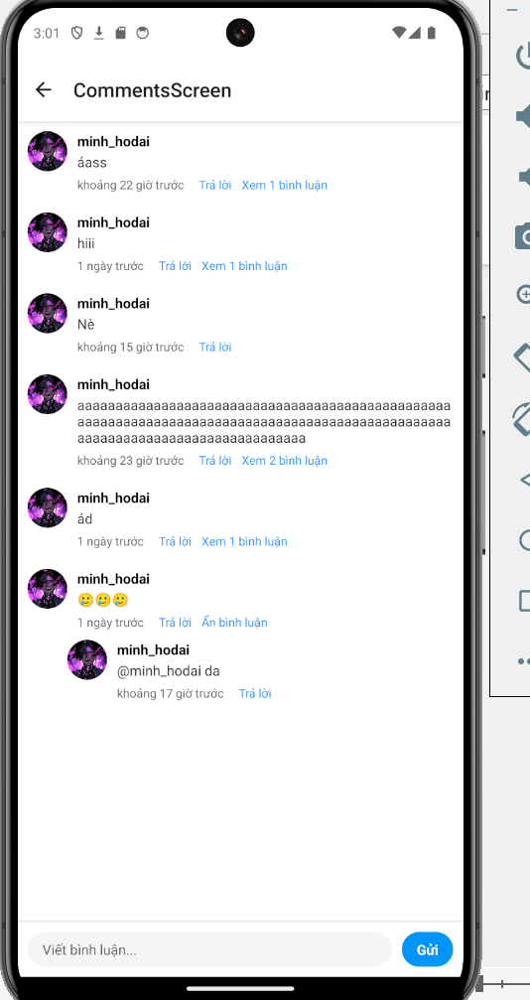 3:01
CommentsScreen
minh_hodai
áass
khoảng 22 giờ trước Trả lời Xem 1 bình luận
minh_hodai
hiii
1 ngày trước Trả lời Xem 1 bình luận
minh_hodai
Nè
khoảng 15 giờ trước Trả lời
minh_hodai
aaaaaaaaaaaaaaaaaaaaaaaaaaaaaaaaaaaaaaaaaaaaaaaaa
aaaaaaaaaaaaaaaaaaaaaaaaaaaaaaaaaaaaaaaaaaaaaaaaa
aaaaaaaaaaaaaaaaaaaaaaaaaaaaaa
khoảng 23 giờ trước Trả lời Xem 2 bình luận
minh_hodai
ád
1 ngày trước Trả lời Xem 1 bình luận
minh_hodai
🥲🥲🥲
1 ngày trước Trả lời Ẩn bình luận
minh_hodai
@minh_hodai da
khoảng 17 giờ trước Trả lời
Viết bình luận... Gửi